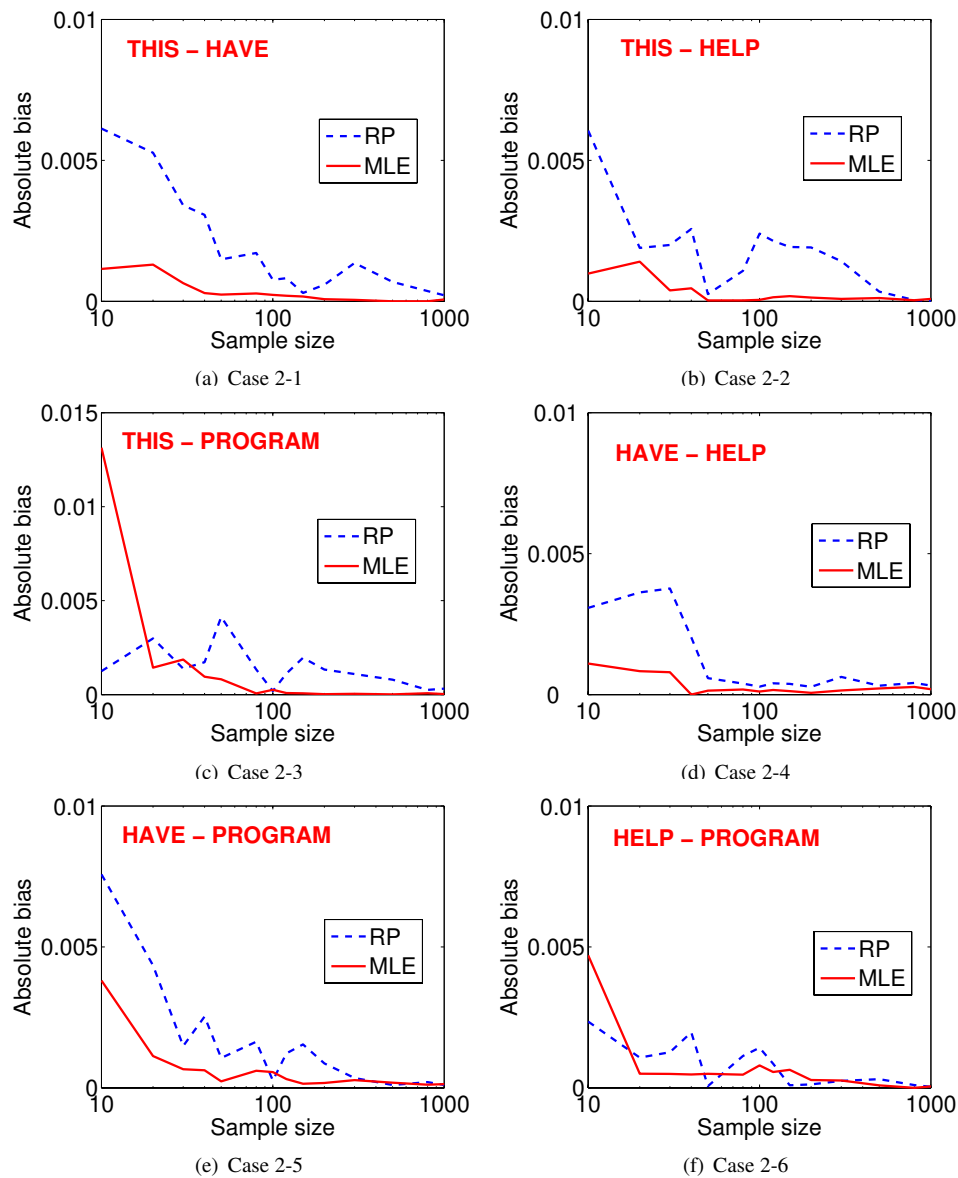 0.01
THIS – HAVE
RP
MLE
0.005
0
Absolute bias
10
100
1000
Sample size
(a) Case 2-1
0.01
THIS – HELP
RP
MLE
0.005
0
Absolute bias
10
100
1000
Sample size
(b) Case 2-2
0.015
THIS – PROGRAM
0.01
RP
MLE
0.005
0
Absolute bias
10
100
1000
Sample size
(c) Case 2-3
0.01
HAVE – HELP
RP
MLE
0.005
0
Absolute bias
10
100
1000
Sample size
(d) Case 2-4
0.01
HAVE – PROGRAM
RP
MLE
0.005
0
Absolute bias
10
100
1000
Sample size
(e) Case 2-5
0.01
HELP – PROGRAM
RP
MLE
0.005
0
Absolute bias
10
100
1000
Sample size
(f) Case 2-6